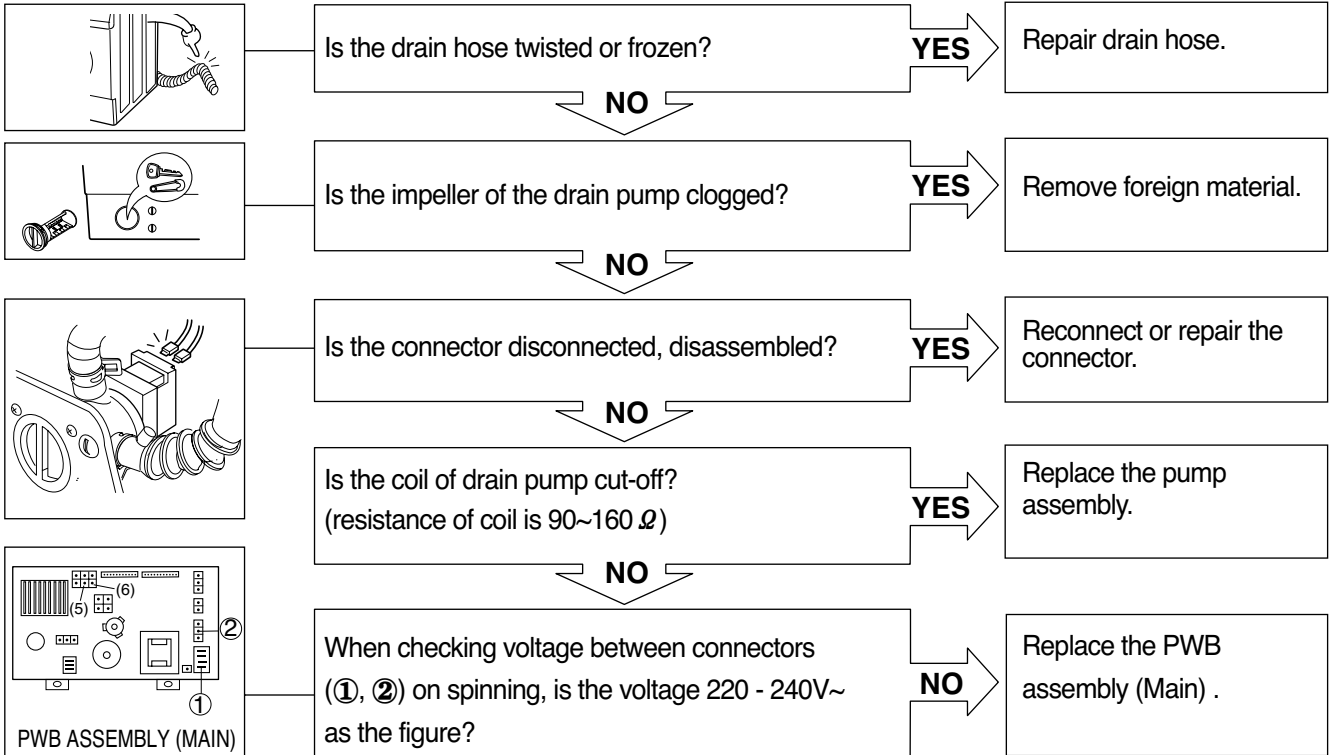 Is the drain hose twisted or frozen?
YES
Repair drain hose.
NO
Is the impeller of the drain pump clogged?
YES
Remove foreign material.
NO
Is the connector disconnected, disassembled?
YES
Reconnect or repair the
connector.
NO
Is the coil of drain pump cut-off?
(resistance of coil is 90~160 Ω)
YES
Replace the pump
assembly.
NO
(5)
(6)
②
①
PWB ASSEMBLY (MAIN)
When checking voltage between connectors
(①, ②) on spinning, is the voltage 220 - 240V~
as the figure?
NO
Replace the PWB
assembly (Main) .